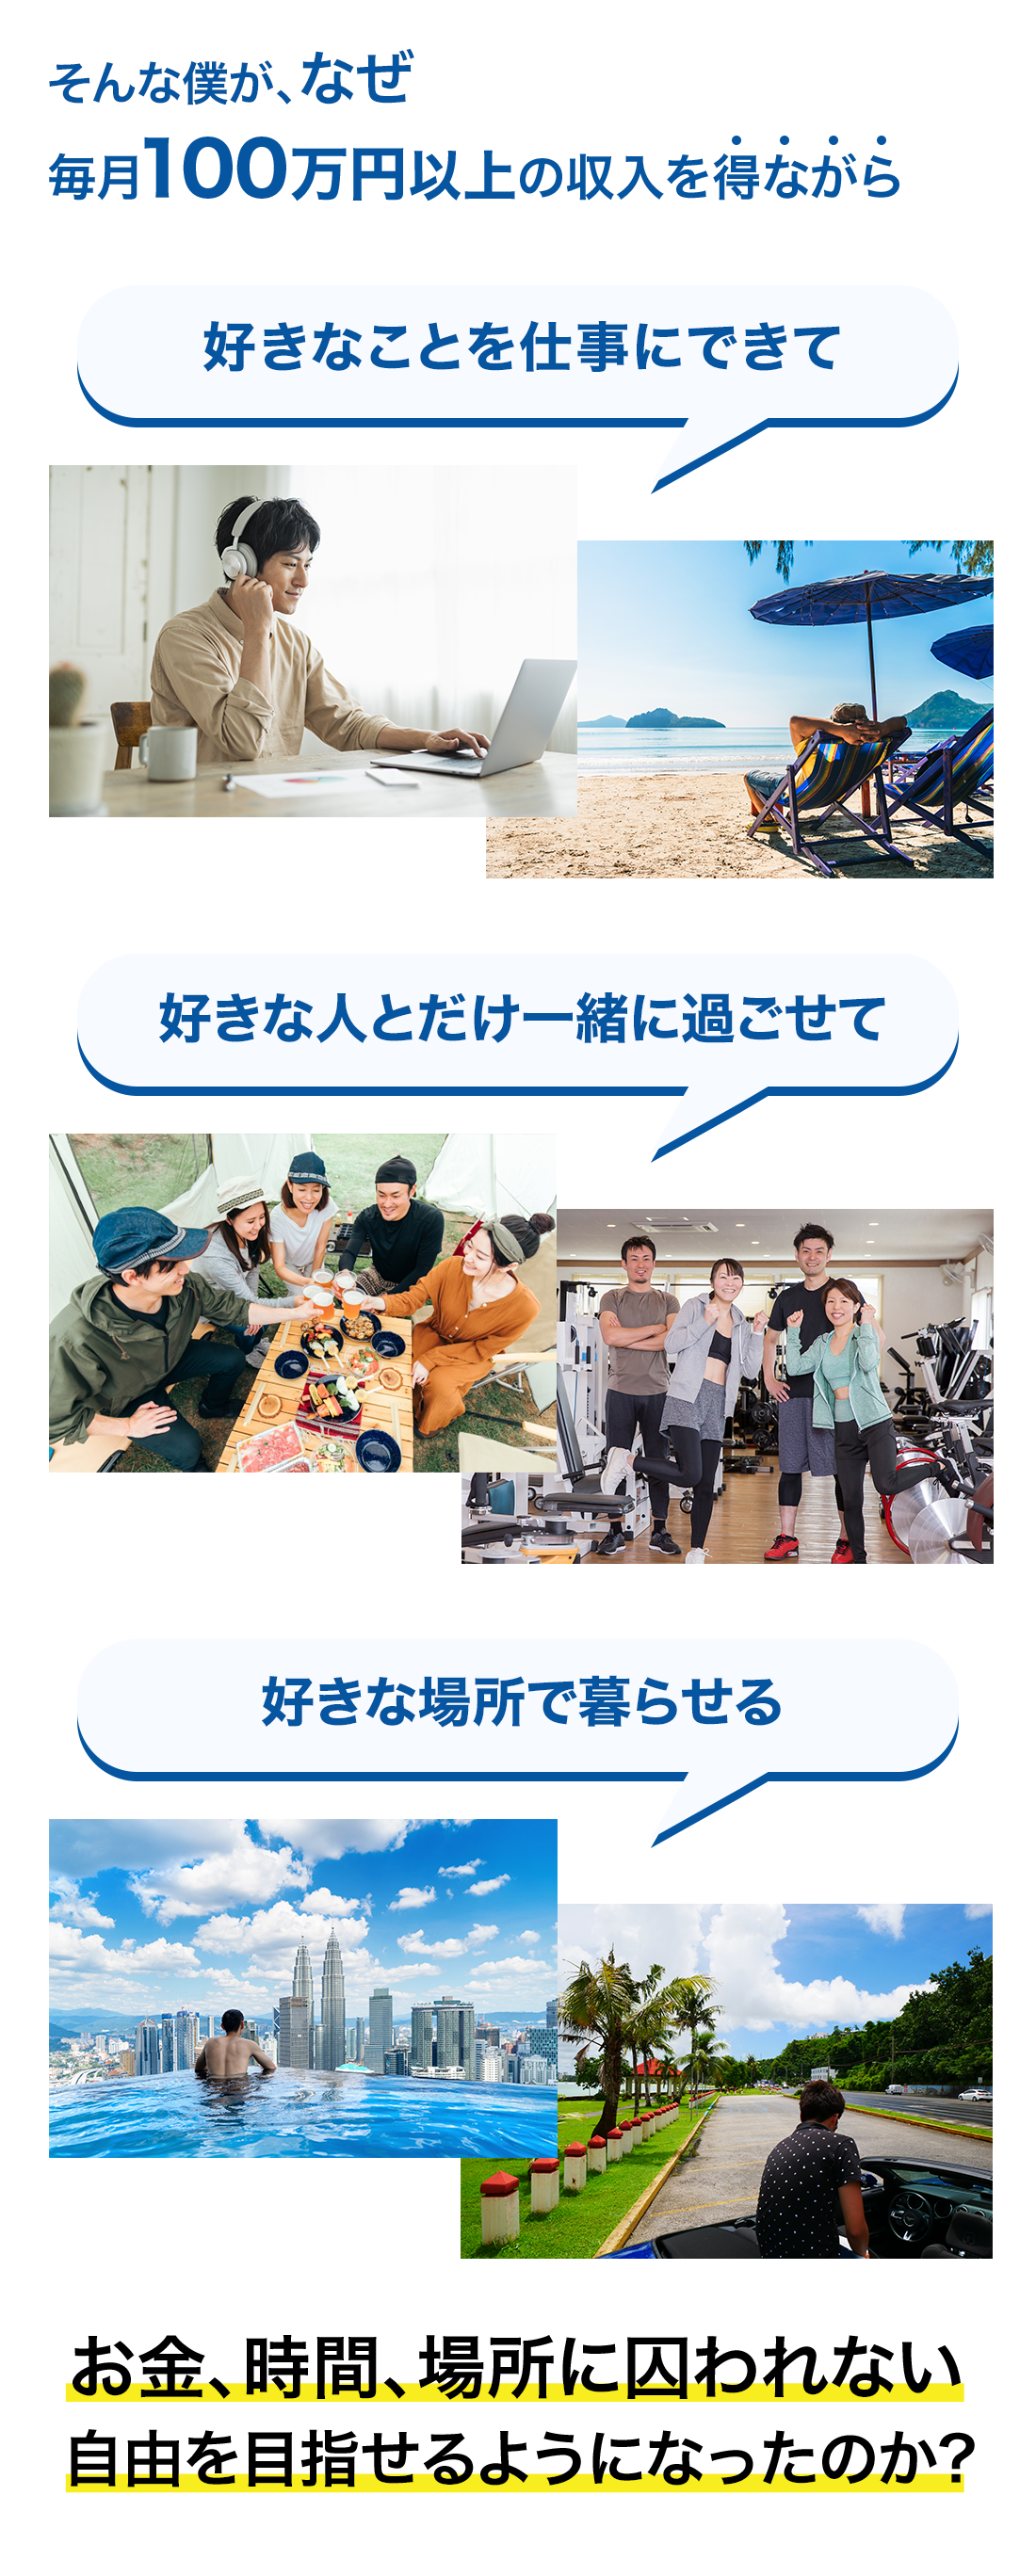 そんな僕が、なぜ
毎月100万円以上の収入を得ながら
好きなことを仕事にできて
好きな人とだけ一緒に過ごせて
好きな場所で暮らせる
お金、時間、場所に囚われない
自由を目指せるようになったのか?